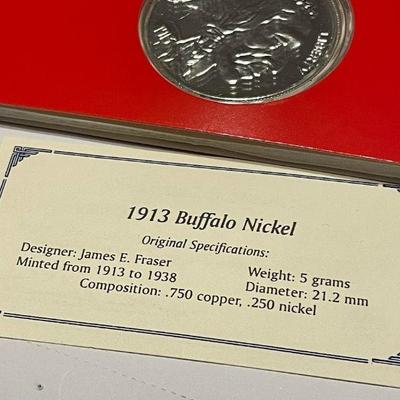 LIBERTY
1913 Buffalo Nickel
Original Specifications:
Designer: James E. Fraser
Weight: 5 grams
Minted from 1913 to 1938
Diameter: 21.2 mm
Composition: .750 copper, .250 nickel